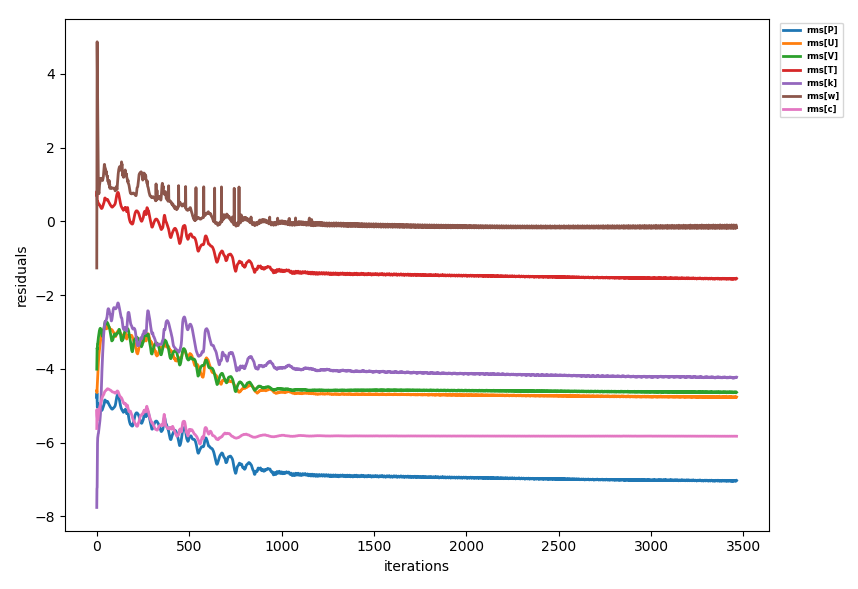 4
2
0
−2
−4
−6
−8
residuals
0 500 1000 1500 2000 2500 3000 3500
iterations
rms[P]
rms[U]
rms[V]
rms[T]
rms[k]
rms[w]
rms[c]